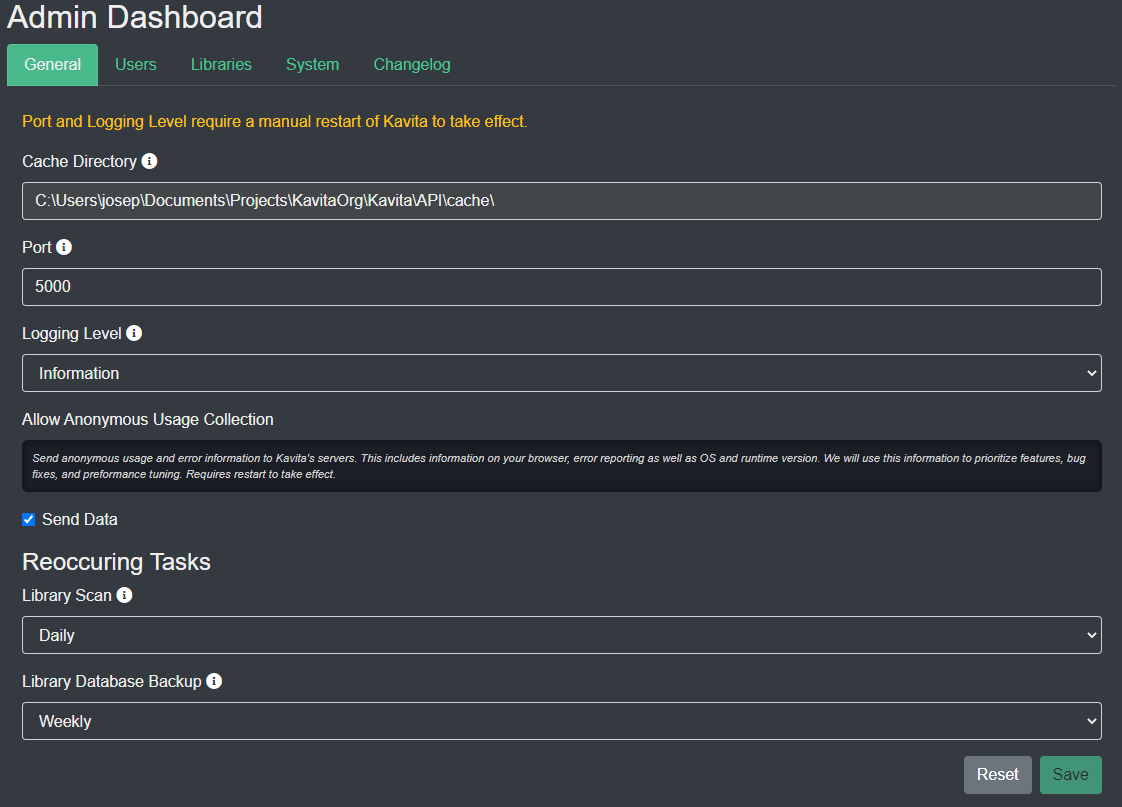 Admin Dashboard
General Users Libraries System Changelog
Port and Logging Level require a manual restart of Kavita to take effect.
Cache Directory
C:\Users\josep\Documents\Projects\KavitaOrg\Kavita\API\cache\
Port
5000
Logging Level
Information
Allow Anonymous Usage Collection
Send anonymous usage and error information to Kavita's servers. This includes information on your browser, error reporting as well as OS and runtime version. We will use this information to prioritize features, bug
fixes, and preformance tuning. Requires restart to take effect.
Send Data
Reoccuring Tasks
Library Scan
Daily
Library Database Backup
Weekly
Reset Save